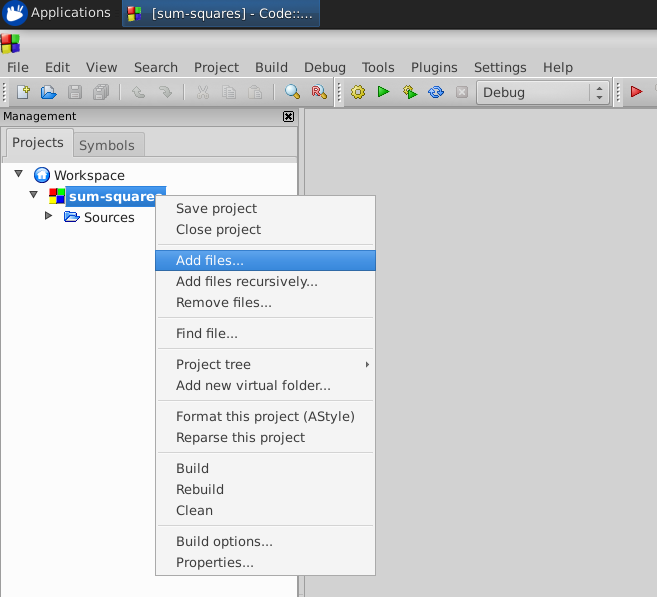 Applications [sum-squares] - Code::...
File Edit View Search Project Build Debug Tools Plugins Settings Help
Debug
Management
Projects Symbols
Workspace
sum-squares
Sources
Save project
Close project
Add files...
Add files recursively...
Remove files...
Find file...
Project tree
Add new virtual folder...
Format this project (AStyle)
Reparse this project
Build
Rebuild
Clean
Build options...
Properties...